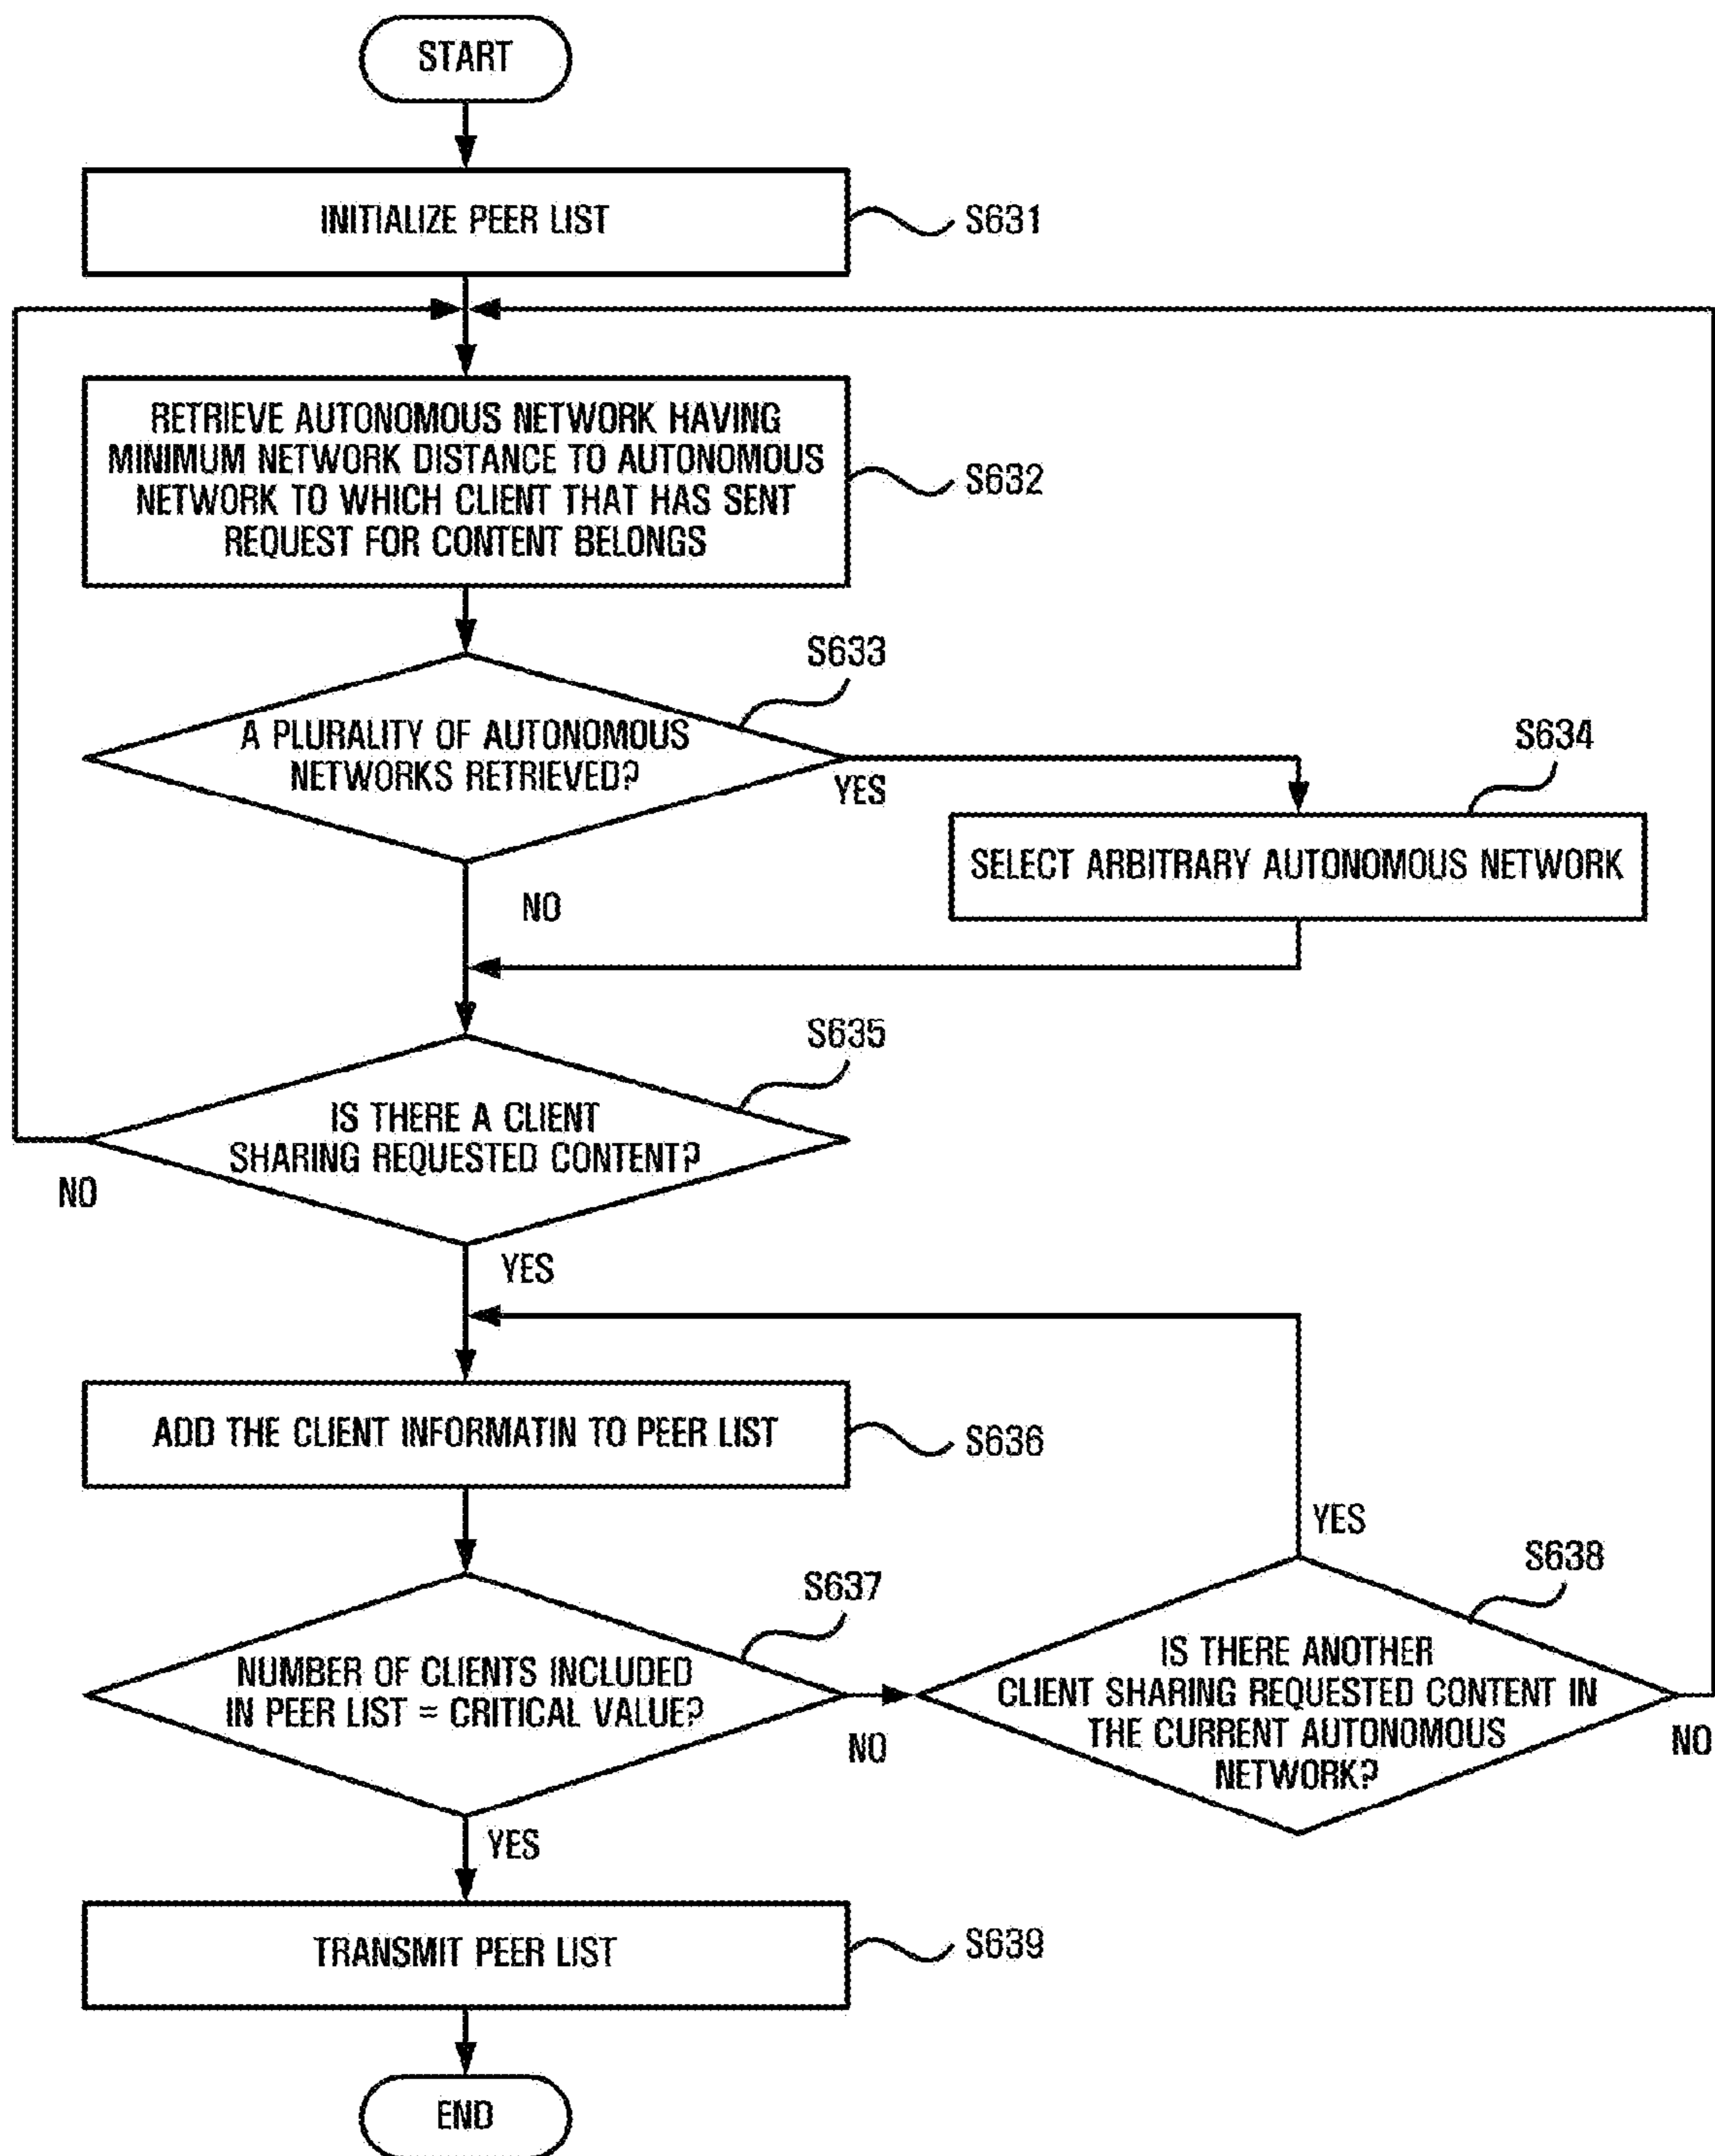 START
INITIALIZE PEER LIST
S631
RETRIEVE AUTONOMOUS NETWORK HAVING
MINIMUM NETWORK DISTANCE TO AUTONOMOUS
NETWORK TO WHICH CLIENT THAT HAS SENT
REQUEST FOR CONTENT BELONGS
S632
S633
A PLURALITY OF AUTONOMOUS
NETWORKS RETRIEVED?
YES
S634
SELECT ARBITRARY AUTONOMOUS NETWORK
NO
S635
IS THERE A CLIENT
SHARING REQUESTED CONTENT?
NO
YES
ADD THE CLIENT INFORMATIN TO PEER LIST
S636
S637
NUMBER OF CLIENTS INCLUDED
IN PEER LIST = CRITICAL VALUE?
NO
YES
S638
IS THERE ANOTHER
CLIENT SHARING REQUESTED CONTENT IN
THE CURRENT AUTONOMOUS
NETWORK?
NO
YES
TRANSMIT PEER LIST
S639
END